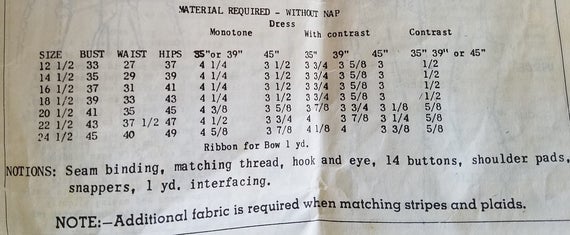 MATERIAL REQUIRED - WITHOUT NAP
Dress
Monotone With contrast Contrast
SIZE BUST WAIST HIPS 35"or 39" 45" 35" 39" 45" 35" 39" or 45"
12 1/2 33 27 37 4 1/4 3 1/2 3 3/4 3 5/8 3 1/2
14 1/2 35 29 39 4 1/4 3 1/2 3 3/4 3 5/8 3 1/2
16 1/2 37 31 41 4 1/4 3 1/2 3 3/4 3 5/8 3 1/2
18 1/2 39 33 43 4 1/4 3 1/2 3 3/4 3 5/8 3 1/2
20 1/2 41 35 45 4 3/8 3 5/8 3 7/8 3 3/4 3 1/8 5/8
22 1/2 43 37 1/2 47 4 1/2 3 3/4 4 3 7/8 3 1/4 5/8
24 1/2 45 40 49 4 5/8 3 7/8 4 1/8 4 3 3/8 5/8
Ribbon for Bow 1 yd.
NOTIONS: Seam binding, matching thread, hook and eye, 14 buttons, shoulder pads,
snappers, 1 yd. interfacing.
NOTE:—Additional fabric is required when matching stripes and plaids.